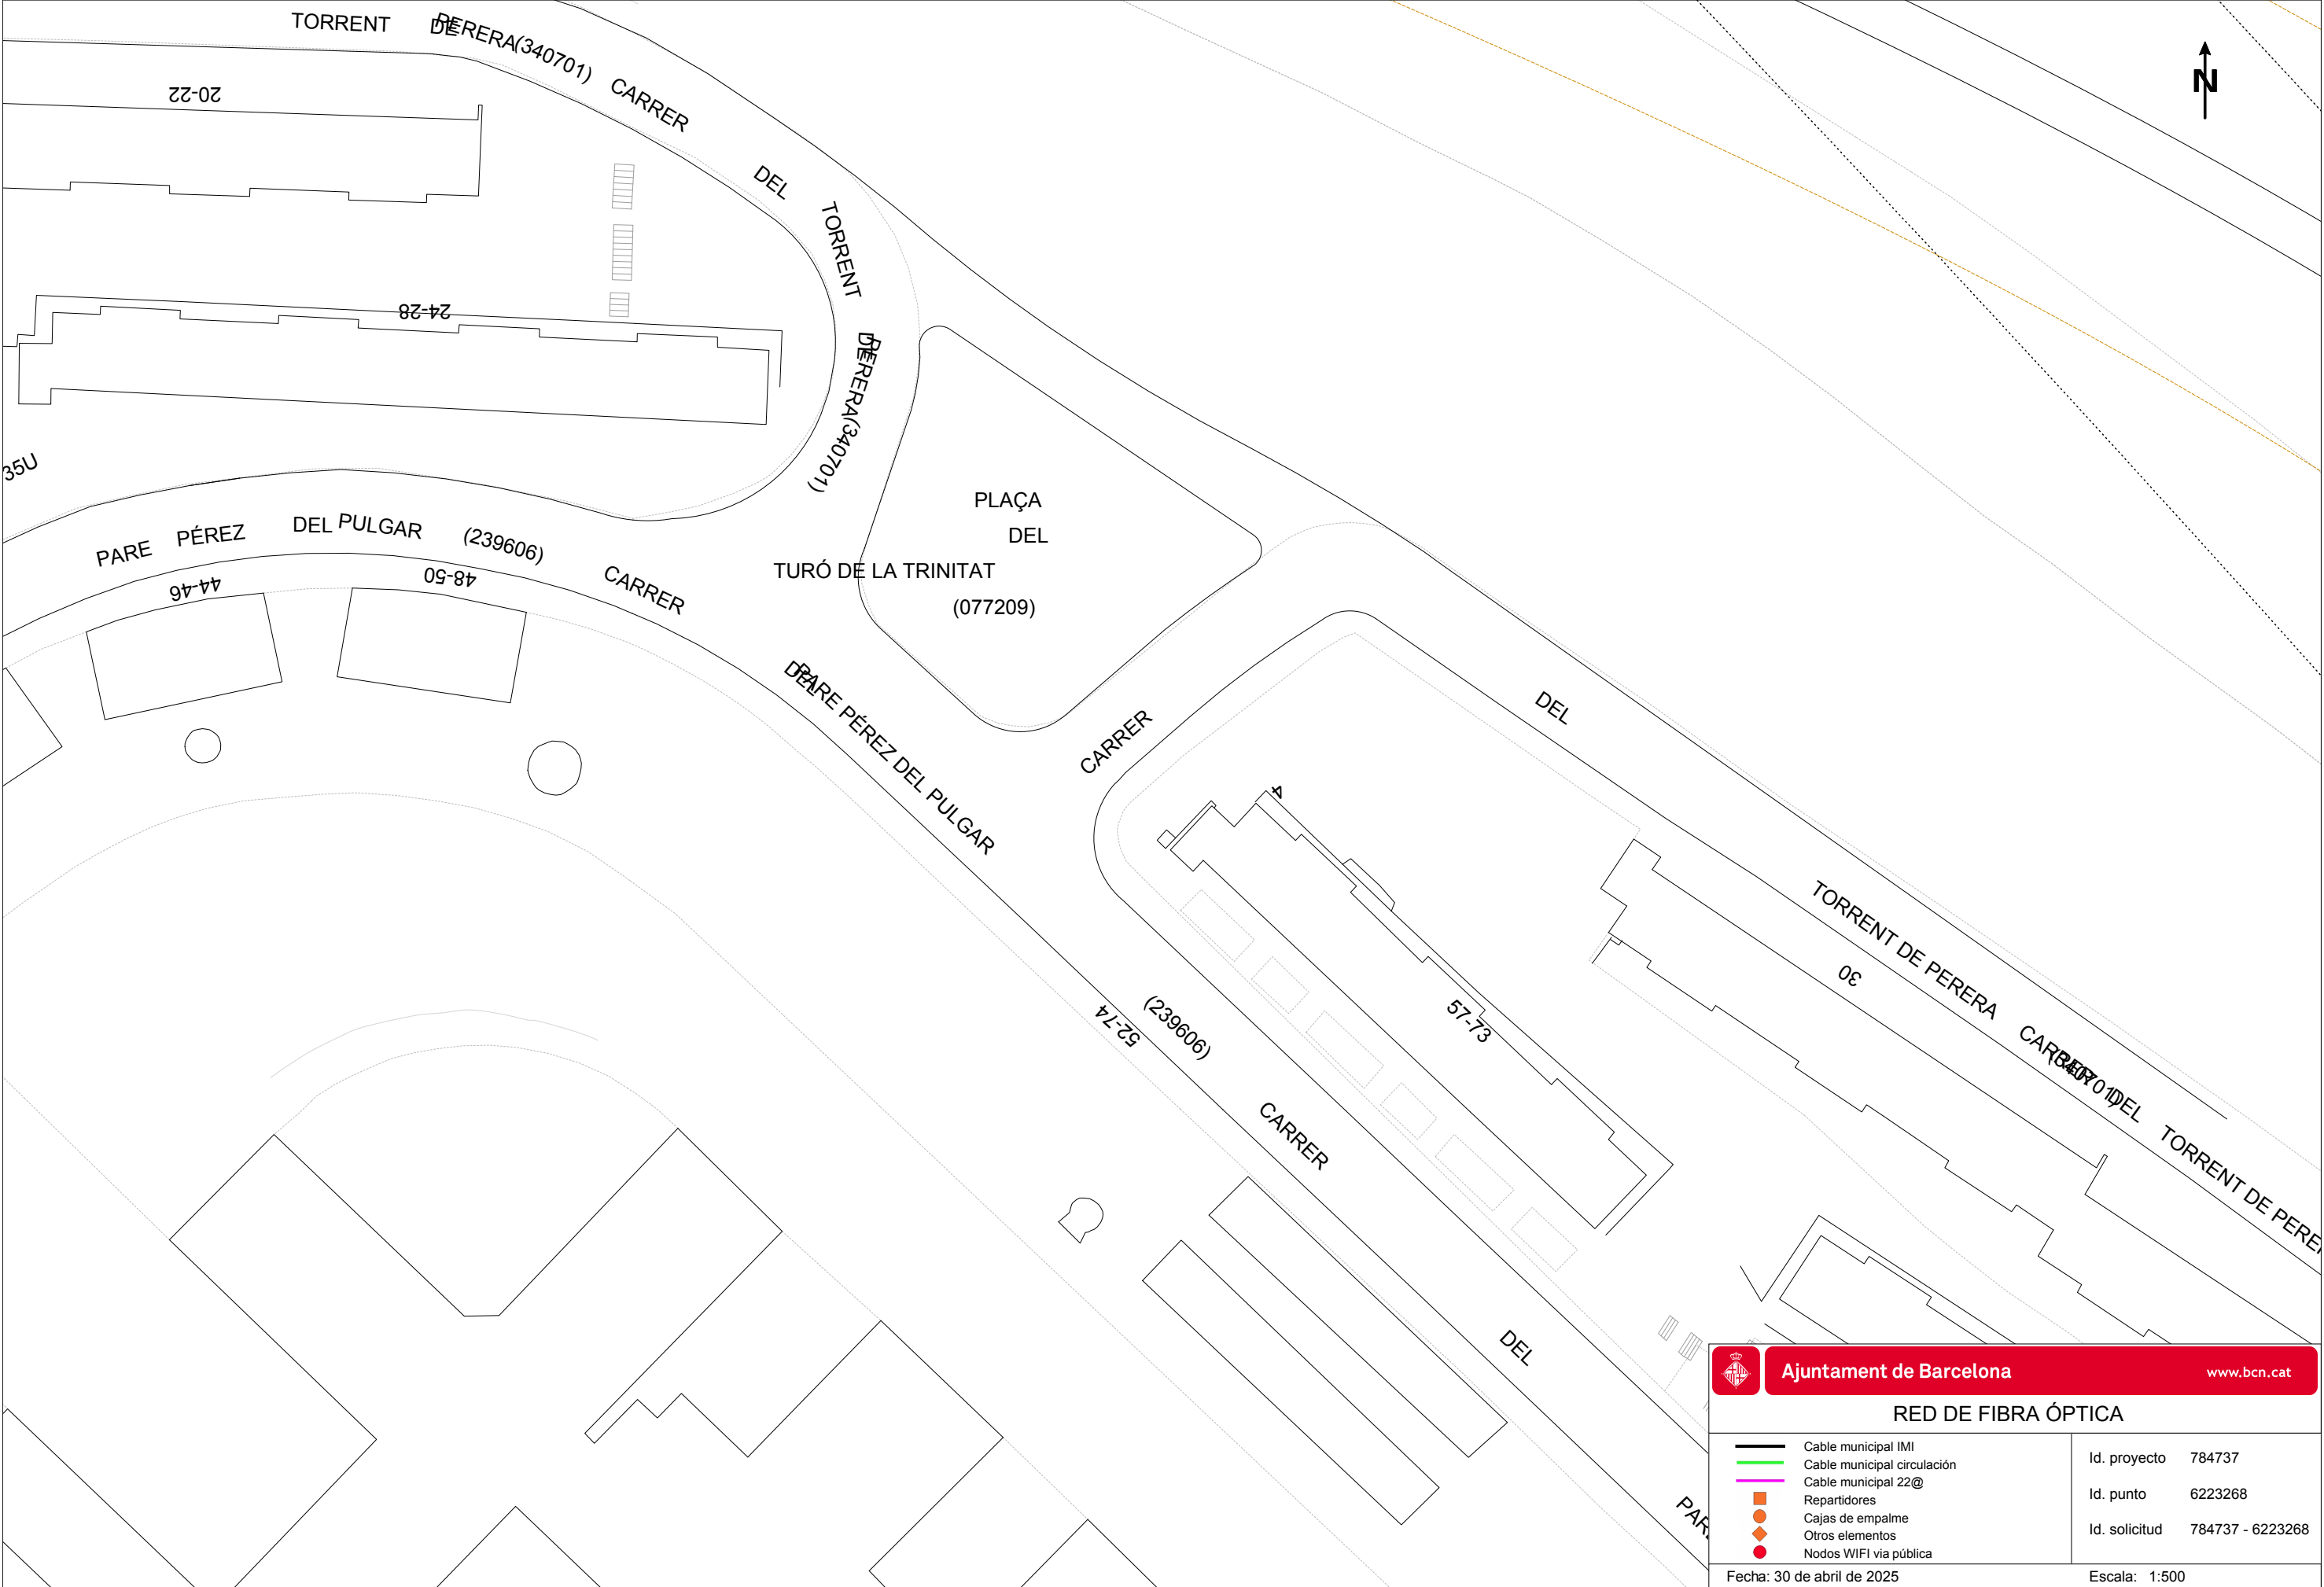 TORRENT DE PERERA (340701) CARRER DEL TORRENT DE PERERA (340701)
N
20-22
24-28
35U
PARE PÉREZ DEL PULGAR (239606) CARRER DEL PARE PÉREZ DEL PULGAR (239606) CARRER DEL
44-46
48-50
PLAÇA
DEL
TURÓ DE LA TRINITAT
(077209)
CARRER DEL TORRENT DE PERERA (340701)
CARRER DEL TORRENT DE PERE
4
57-73
52-74
30
Ajuntament de Barcelona
www.bcn.cat
RED DE FIBRA ÓPTICA
Cable municipal IMI
Cable municipal circulación
Cable municipal 22@
Repartidores
Cajas de empalme
Otros elementos
Nodos WIFI via pública
Id. proyecto 784737
Id. punto 6223268
Id. solicitud 784737 - 6223268
Fecha: 30 de abril de 2025
Escala: 1:500